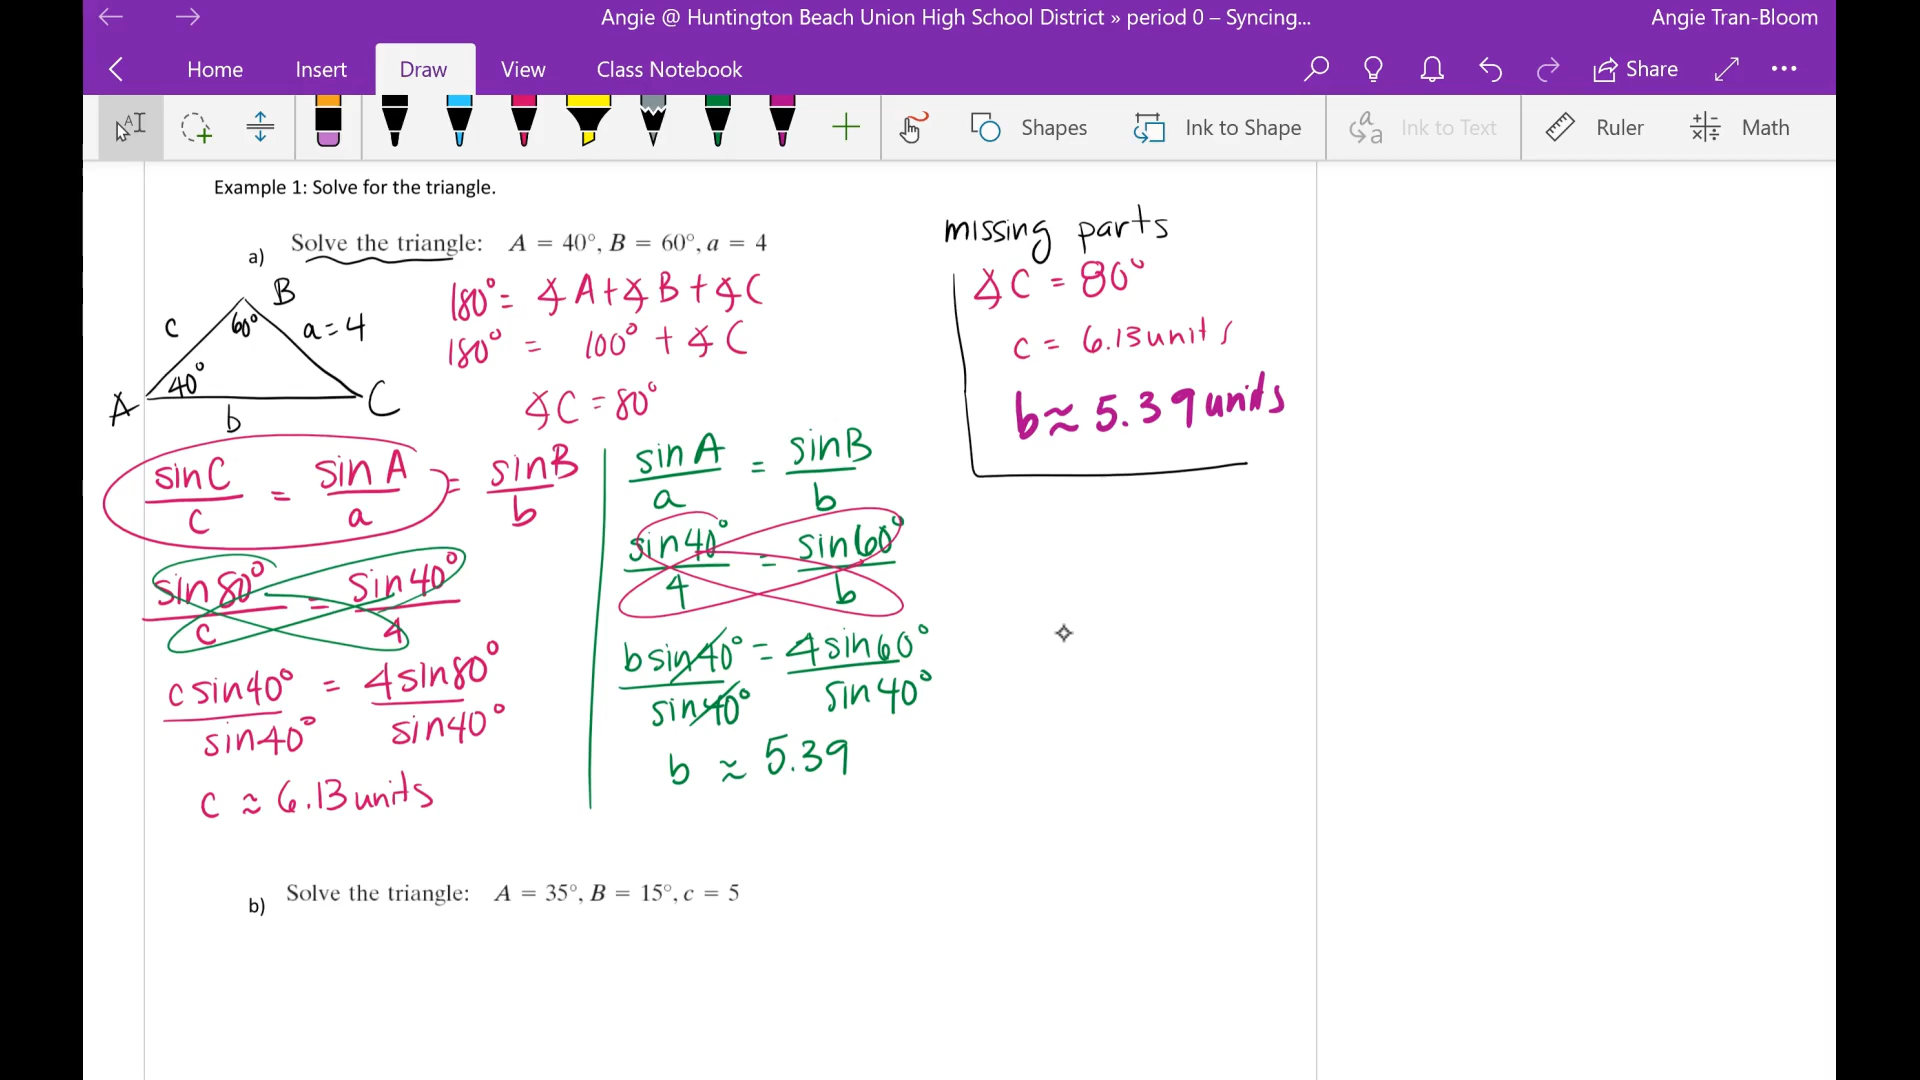 Angie @ Huntington Beach Union High School District » period 0 – Syncing...
Angie Tran-Bloom
Home Insert Draw View Class Notebook
Share
Shapes Ink to Shape Ink to Text Ruler Math
Example 1: Solve for the triangle.
a) Solve the triangle: A = 40°, B = 60°, a = 4
B
c 60° a = 4
40°
A b C
180° = ∡A + ∡B + ∡C
180° = 100° + ∡C
∡C = 80°
missing parts
∡C = 80°
c = 6.13 units
b ≈ 5.39 units
sin C / c = sin A / a = sin B / b
sin 80° / c = sin 40° / 4
c sin 40° / sin 40° = 4 sin 80° / sin 40°
c ≈ 6.13 units
sin A / a = sin B / b
sin 40° / 4 = sin 60° / b
b sin 40° / sin 40° = 4 sin 60° / sin 40°
b ≈ 5.39
b) Solve the triangle: A = 35°, B = 15°, c = 5